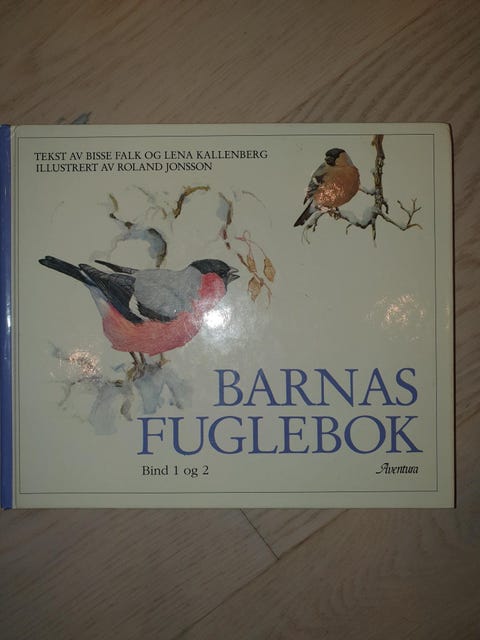 TEKST AV BISSE FALK OG LENA KALLENBERG
ILLUSTRERT AV ROLAND JONSSON
BARNAS
FUGLEBOK
Bind 1 og 2
Aventura